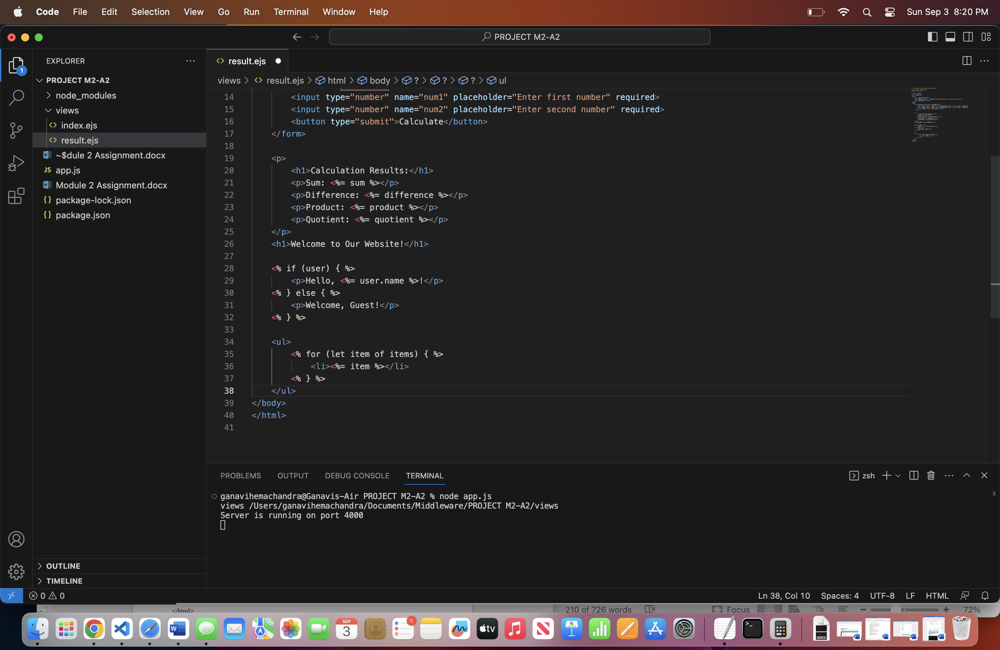 Code File Edit Selection View Go Run Terminal Window Help Sun Sep 3 8:20 PM
PROJECT M2-A2
EXPLORER
1
PROJECT M2-A2
node_modules
views
index.ejs
result.ejs
~$dule 2 Assignment.docx
JS app.js
Module 2 Assignment.docx
{} package-lock.json
{} package.json
OUTLINE
TIMELINE
result.ejs
views > result.ejs > html > body > ? > ? > ? > ul
14 <input type="number" name="num1" placeholder="Enter first number" required>
15 <input type="number" name="num2" placeholder="Enter second number" required>
16 <button type="submit">Calculate</button>
17 </form>
18
19 <p>
20 <h1>Calculation Results:</h1>
21 <p>Sum: <%= sum %></p>
22 <p>Difference: <%= difference %></p>
23 <p>Product: <%= product %></p>
24 <p>Quotient: <%= quotient %></p>
25 </p>
26 <h1>Welcome to Our Website!</h1>
27
28 <% if (user) { %>
29 <p>Hello, <%= user.name %>!</p>
30 <% } else { %>
31 <p>Welcome, Guest!</p>
32 <% } %>
33
34 <ul>
35 <% for (let item of items) { %>
36 <li><%= item %></li>
37 <% } %>
38 </ul>
39 </body>
40 </html>
41
PROBLEMS OUTPUT DEBUG CONSOLE TERMINAL zsh
ganavihemachandra@Ganavis-Air PROJECT M2-A2 % node app.js
views /Users/ganavihemachandra/Documents/Middleware/PROJECT M2-A2/views
Server is running on port 4000
0 0 Ln 38, Col 10 Spaces: 4 UTF-8 LF HTML
</html> 210 of 726 words Focus 72%
SEP
3
1
tv
DOCX